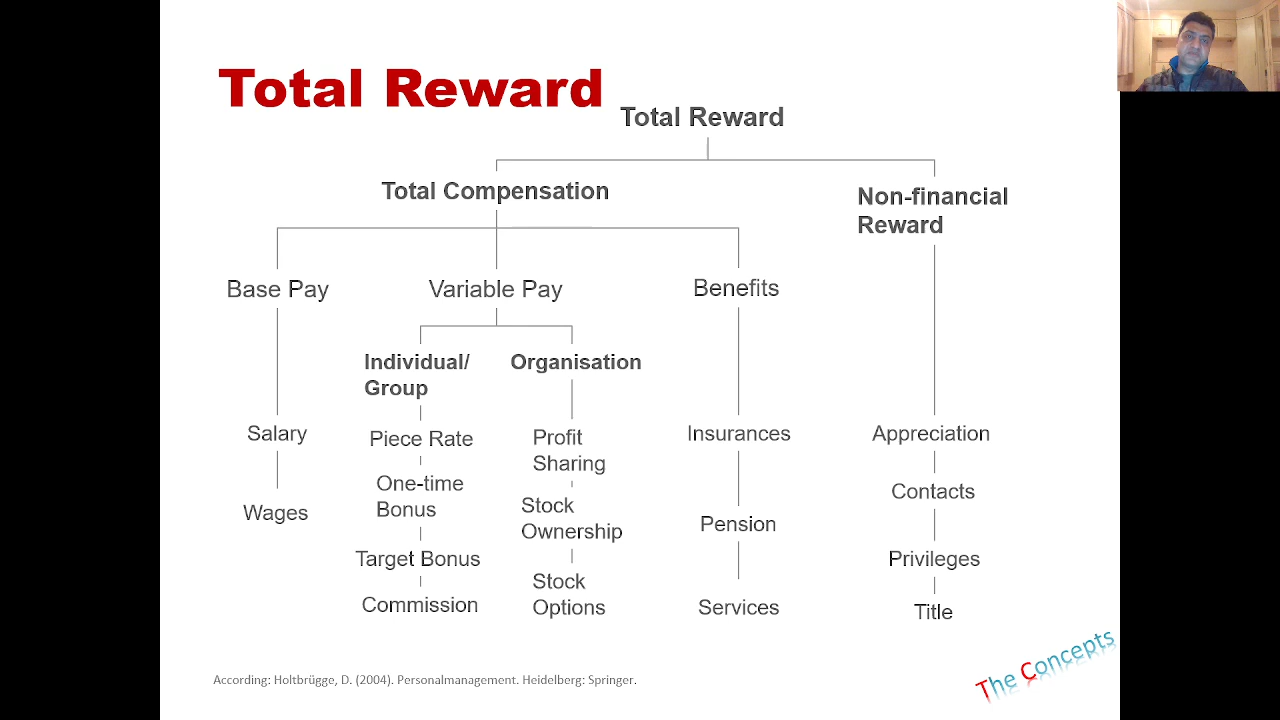 Total Reward
Total Reward
Total Compensation
Non-financial
Reward
Base Pay
Variable Pay
Benefits
Individual/
Group
Organisation
Salary
Wages
Piece Rate
One-time
Bonus
Target Bonus
Commission
Profit
Sharing
Stock
Ownership
Stock
Options
Insurances
Pension
Services
Appreciation
Contacts
Privileges
Title
According: Holtbrügge, D. (2004). Personalmanagement. Heidelberg: Springer.
The Concepts